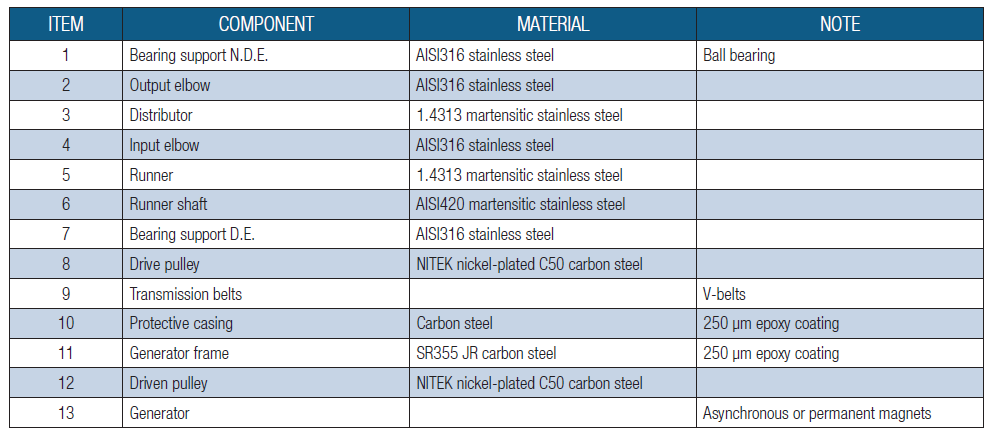 ITEM COMPONENT MATERIAL NOTE
1 Bearing support N.D.E. AISI316 stainless steel Ball bearing
2 Output elbow AISI316 stainless steel
3 Distributor 1.4313 martensitic stainless steel
4 Input elbow AISI316 stainless steel
5 Runner 1.4313 martensitic stainless steel
6 Runner shaft AISI420 martensitic stainless steel
7 Bearing support D.E. AISI316 stainless steel
8 Drive pulley NITEK nickel-plated C50 carbon steel
9 Transmission belts V-belts
10 Protective casing Carbon steel 250 µm epoxy coating
11 Generator frame SR355 JR carbon steel 250 µm epoxy coating
12 Driven pulley NITEK nickel-plated C50 carbon steel
13 Generator Asynchronous or permanent magnets